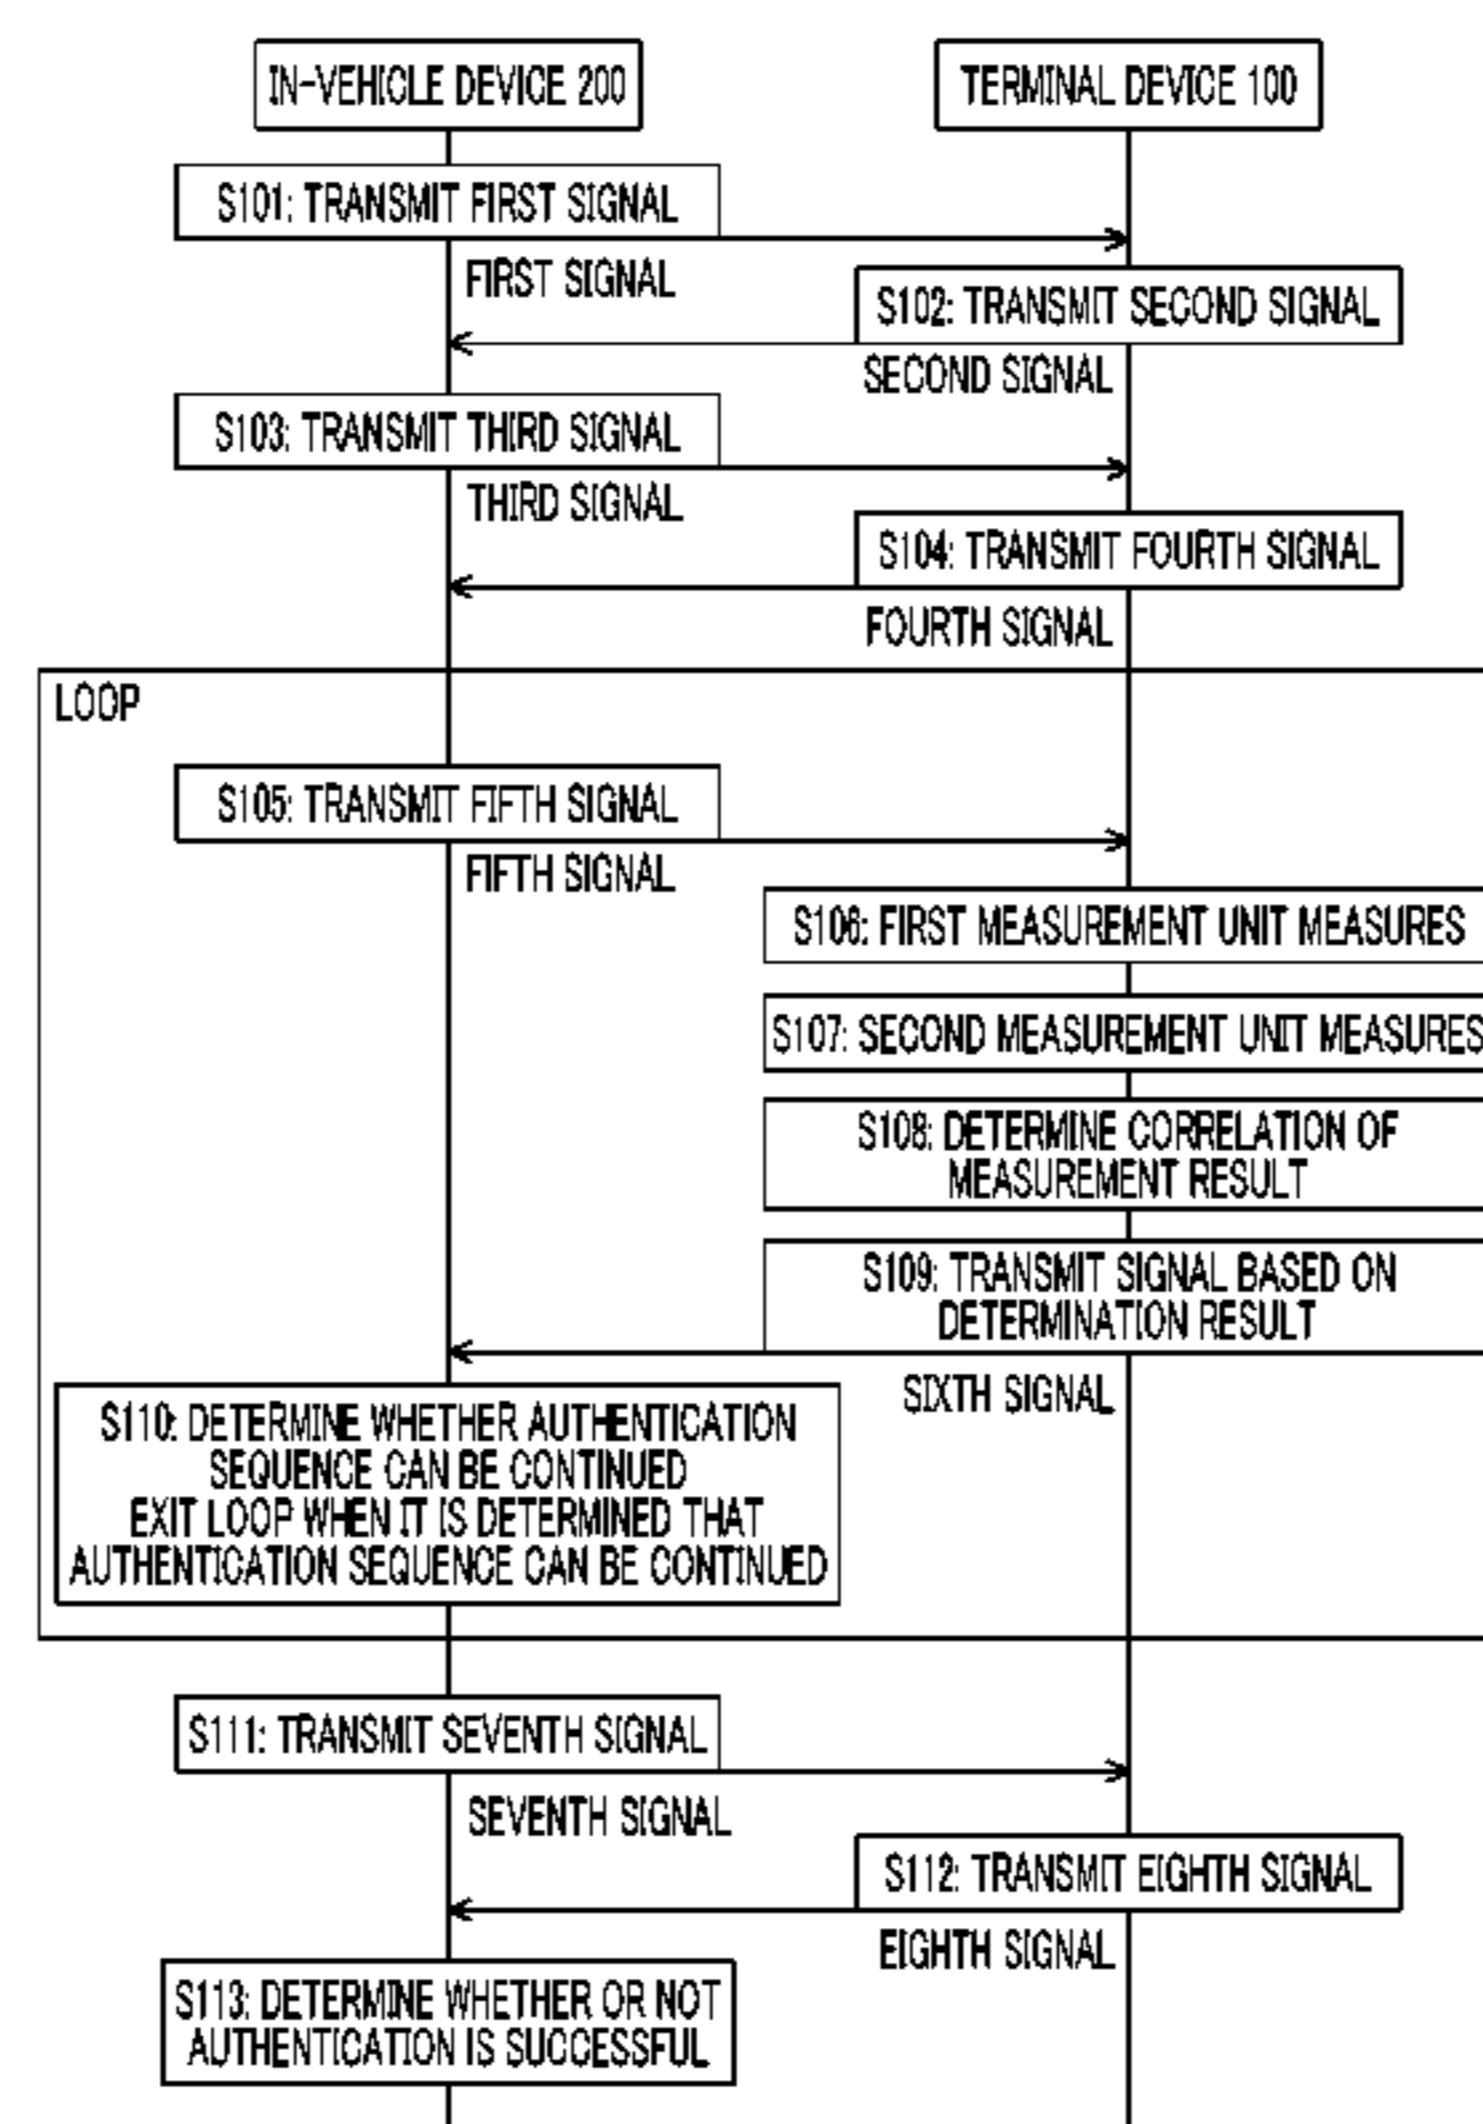 IN-VEHICLE DEVICE 200
TERMINAL DEVICE 100
S101: TRANSMIT FIRST SIGNAL
FIRST SIGNAL
S102: TRANSMIT SECOND SIGNAL
SECOND SIGNAL
S103: TRANSMIT THIRD SIGNAL
THIRD SIGNAL
S104: TRANSMIT FOURTH SIGNAL
FOURTH SIGNAL
LOOP
S105: TRANSMIT FIFTH SIGNAL
FIFTH SIGNAL
S106: FIRST MEASUREMENT UNIT MEASURES
S107: SECOND MEASUREMENT UNIT MEASURES
S108: DETERMINE CORRELATION OF
MEASUREMENT RESULT
S109: TRANSMIT SIGNAL BASED ON
DETERMINATION RESULT
SIXTH SIGNAL
S110: DETERMINE WHETHER AUTHENTICATION
SEQUENCE CAN BE CONTINUED
EXIT LOOP WHEN IT IS DETERMINED THAT
AUTHENTICATION SEQUENCE CAN BE CONTINUED
S111: TRANSMIT SEVENTH SIGNAL
SEVENTH SIGNAL
S112: TRANSMIT EIGHTH SIGNAL
EIGHTH SIGNAL
S113: DETERMINE WHETHER OR NOT
AUTHENTICATION IS SUCCESSFUL